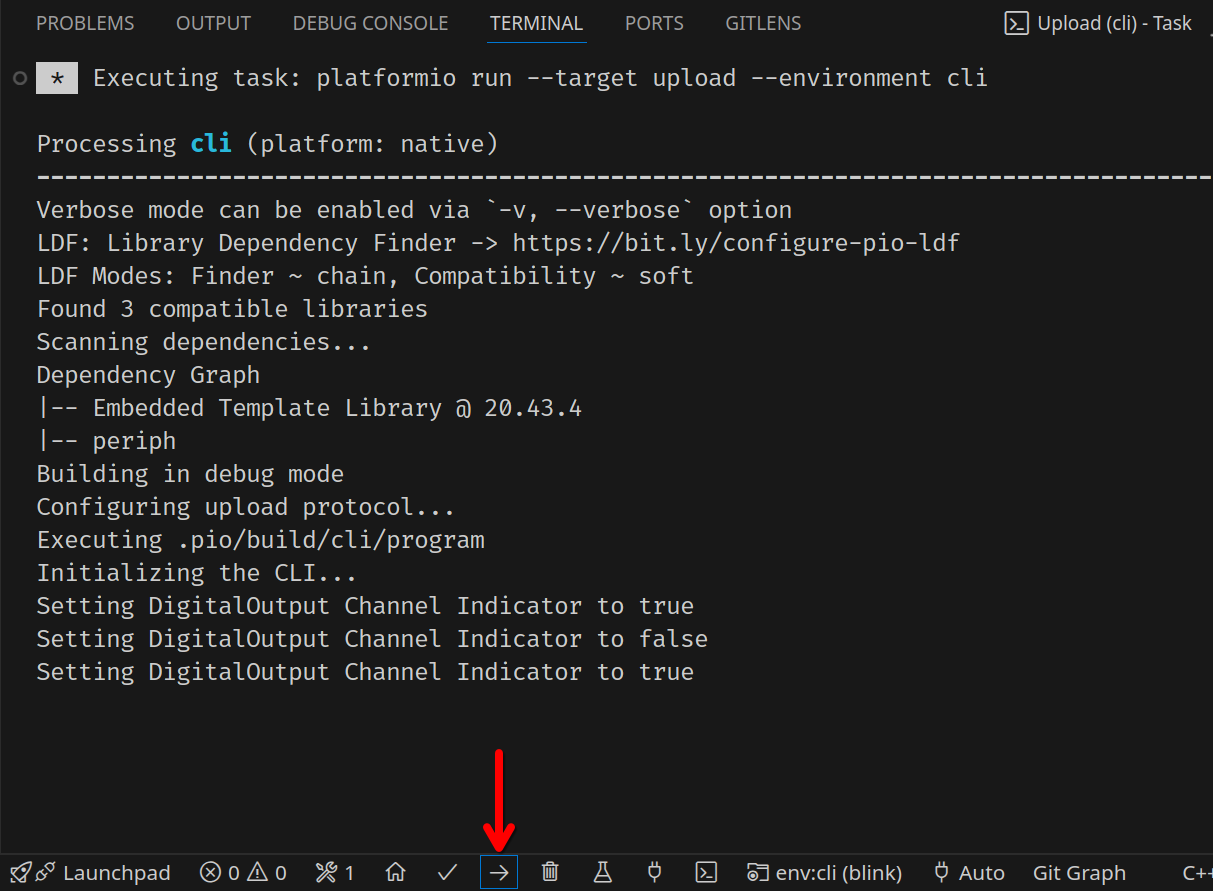 PROBLEMS OUTPUT DEBUG CONSOLE TERMINAL PORTS GITLENS Upload (cli) - Task
* Executing task: platformio run --target upload --environment cli
Processing cli (platform: native)
Verbose mode can be enabled via `-v, --verbose` option
LDF: Library Dependency Finder -> https://bit.ly/configure-pio-ldf
LDF Modes: Finder ~ chain, Compatibility ~ soft
Found 3 compatible libraries
Scanning dependencies...
Dependency Graph
|-- Embedded Template Library @ 20.43.4
|-- periph
Building in debug mode
Configuring upload protocol...
Executing .pio/build/cli/program
Initializing the CLI...
Setting DigitalOutput Channel Indicator to true
Setting DigitalOutput Channel Indicator to false
Setting DigitalOutput Channel Indicator to true
Launchpad 0 0 1 env:cli (blink) Auto Git Graph C++